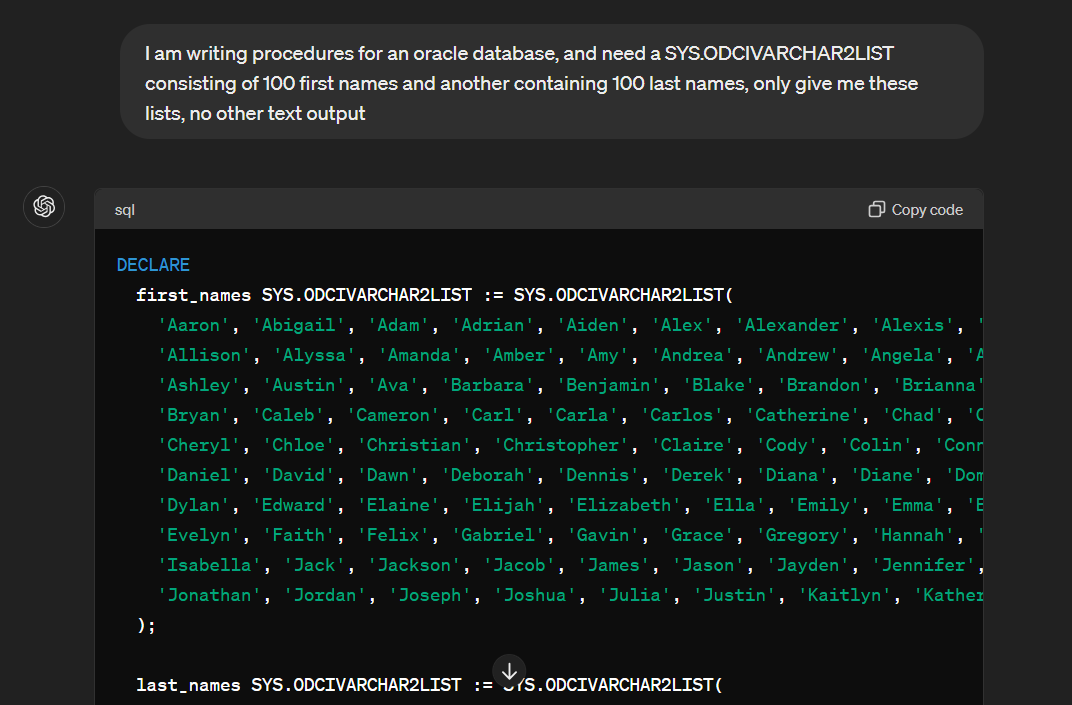 I am writing procedures for an oracle database, and need a SYS.ODCIVARCHAR2LIST
consisting of 100 first names and another containing 100 last names, only give me these
lists, no other text output
sql
Copy code
DECLARE
first_names SYS.ODCIVARCHAR2LIST := SYS.ODCIVARCHAR2LIST(
'Aaron', 'Abigail', 'Adam', 'Adrian', 'Aiden', 'Alex', 'Alexander', 'Alexis', '
'Allison', 'Alyssa', 'Amanda', 'Amber', 'Amy', 'Andrea', 'Andrew', 'Angela',
'Ashley', 'Austin', 'Ava', 'Barbara', 'Benjamin', 'Blake', 'Brandon', 'Brianna'
'Bryan', 'Caleb', 'Cameron', 'Carl', 'Carla', 'Carlos', 'Catherine', 'Chad',
'Cheryl', 'Chloe', 'Christian', 'Christopher', 'Claire', 'Cody', 'Colin', 'Conn
'Daniel', 'David', 'Dawn', 'Deborah', 'Dennis', 'Derek', 'Diana', 'Diane', 'Dom
'Dylan', 'Edward', 'Elaine', 'Elijah', 'Elizabeth', 'Ella', 'Emily', 'Emma',
'Evelyn', 'Faith', 'Felix', 'Gabriel', 'Gavin', 'Grace', 'Gregory', 'Hannah', '
'Isabella', 'Jack', 'Jackson', 'Jacob', 'James', 'Jason', 'Jayden', 'Jennifer',
'Jonathan', 'Jordan', 'Joseph', 'Joshua', 'Julia', 'Justin', 'Kaitlyn', 'Kather
);
last_names SYS.ODCIVARCHAR2LIST := SYS.ODCIVARCHAR2LIST(